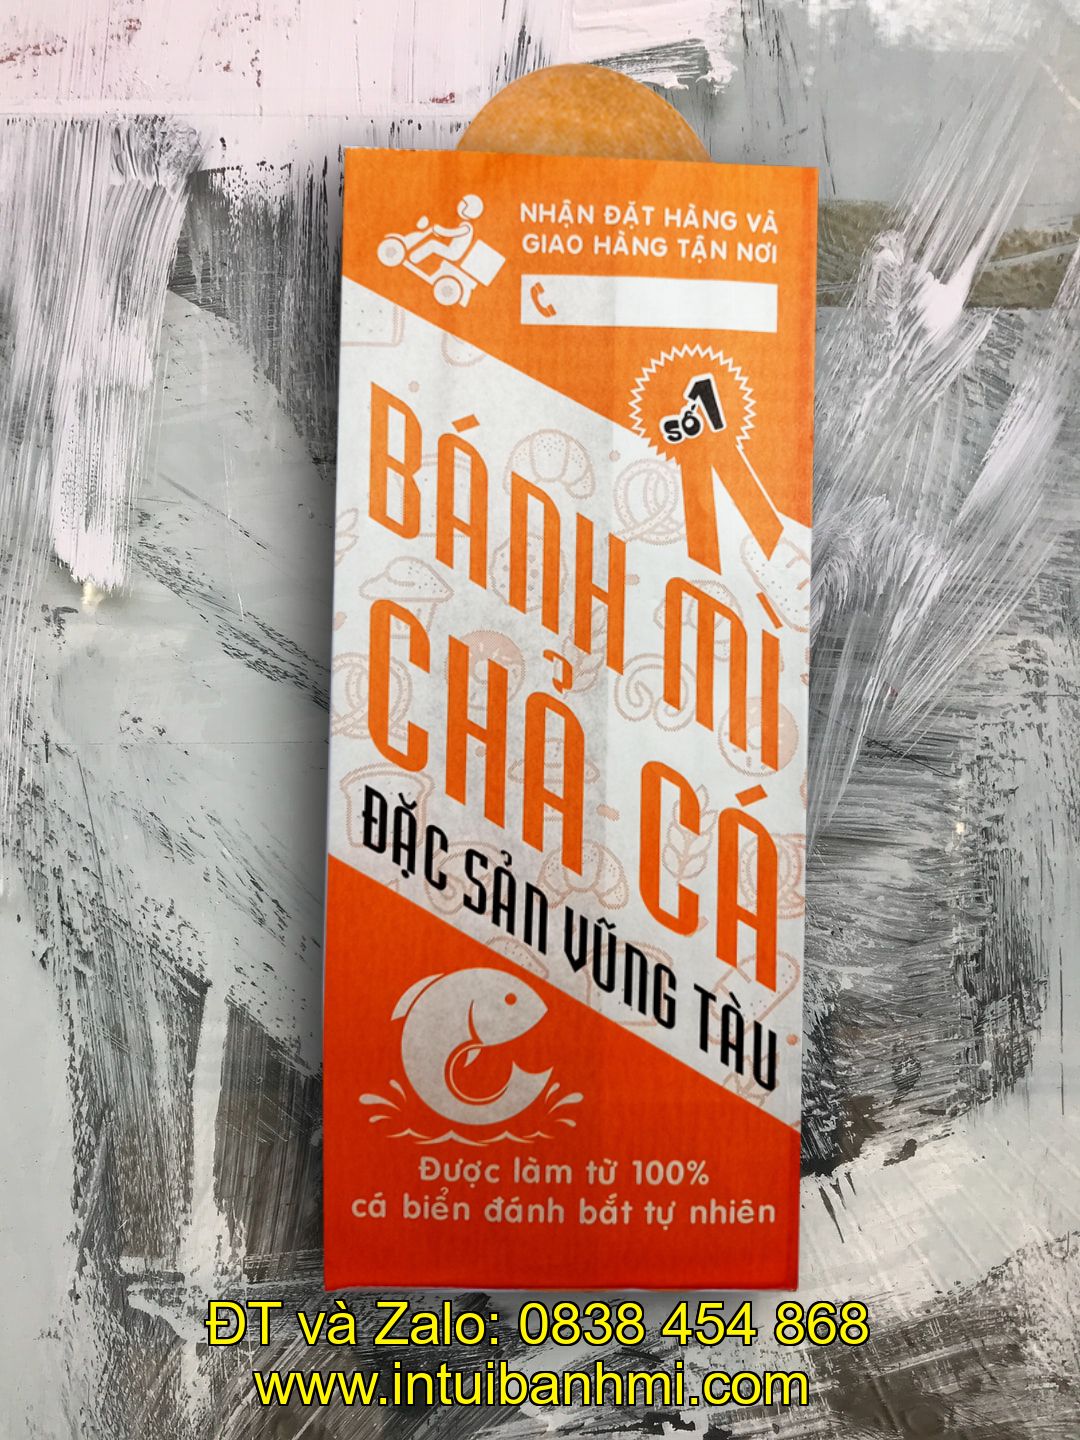 NHẬN ĐẶT HÀNG VÀ
GIAO HÀNG TẬN NƠI
SỐ 1
BÁNH MÌ
CHẢ CÁ
ĐẶC SẢN VŨNG TÀU
Được làm từ 100%
cá biển đánh bắt tự nhiên
ĐT và Zalo: 0838 454 868
www.intuibanhmi.com